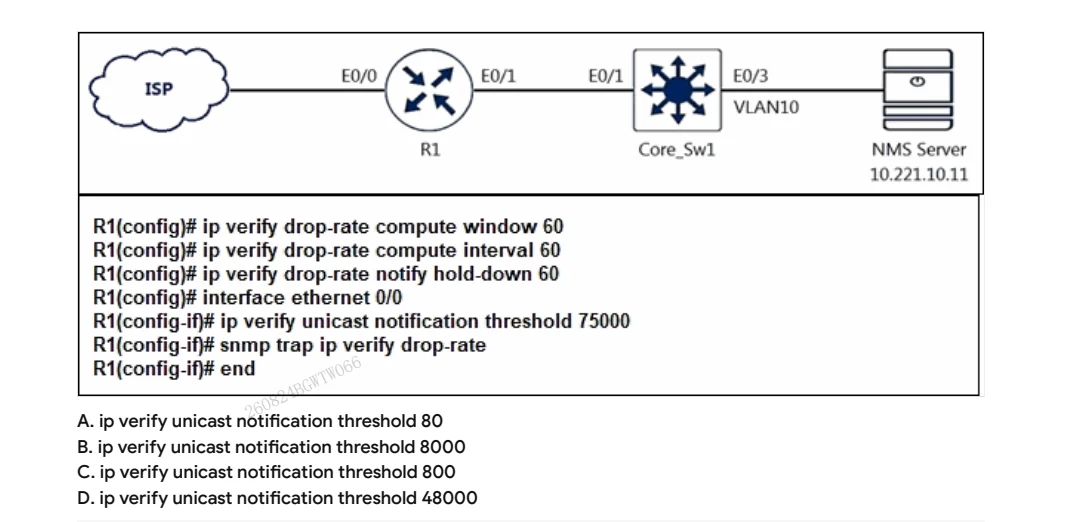 ISP
E0/0
E0/1
E0/1
E0/3
VLAN10
R1
Core_Sw1
NMS Server
10.221.10.11
R1(config)# ip verify drop-rate compute window 60
R1(config)# ip verify drop-rate compute interval 60
R1(config)# ip verify drop-rate notify hold-down 60
R1(config)# interface ethernet 0/0
R1(config-if)# ip verify unicast notification threshold 75000
R1(config-if)# snmp trap ip verify drop-rate
R1(config-if)# end
260824BGWTW066
A. ip verify unicast notification threshold 80
B. ip verify unicast notification threshold 8000
C. ip verify unicast notification threshold 800
D. ip verify unicast notification threshold 48000